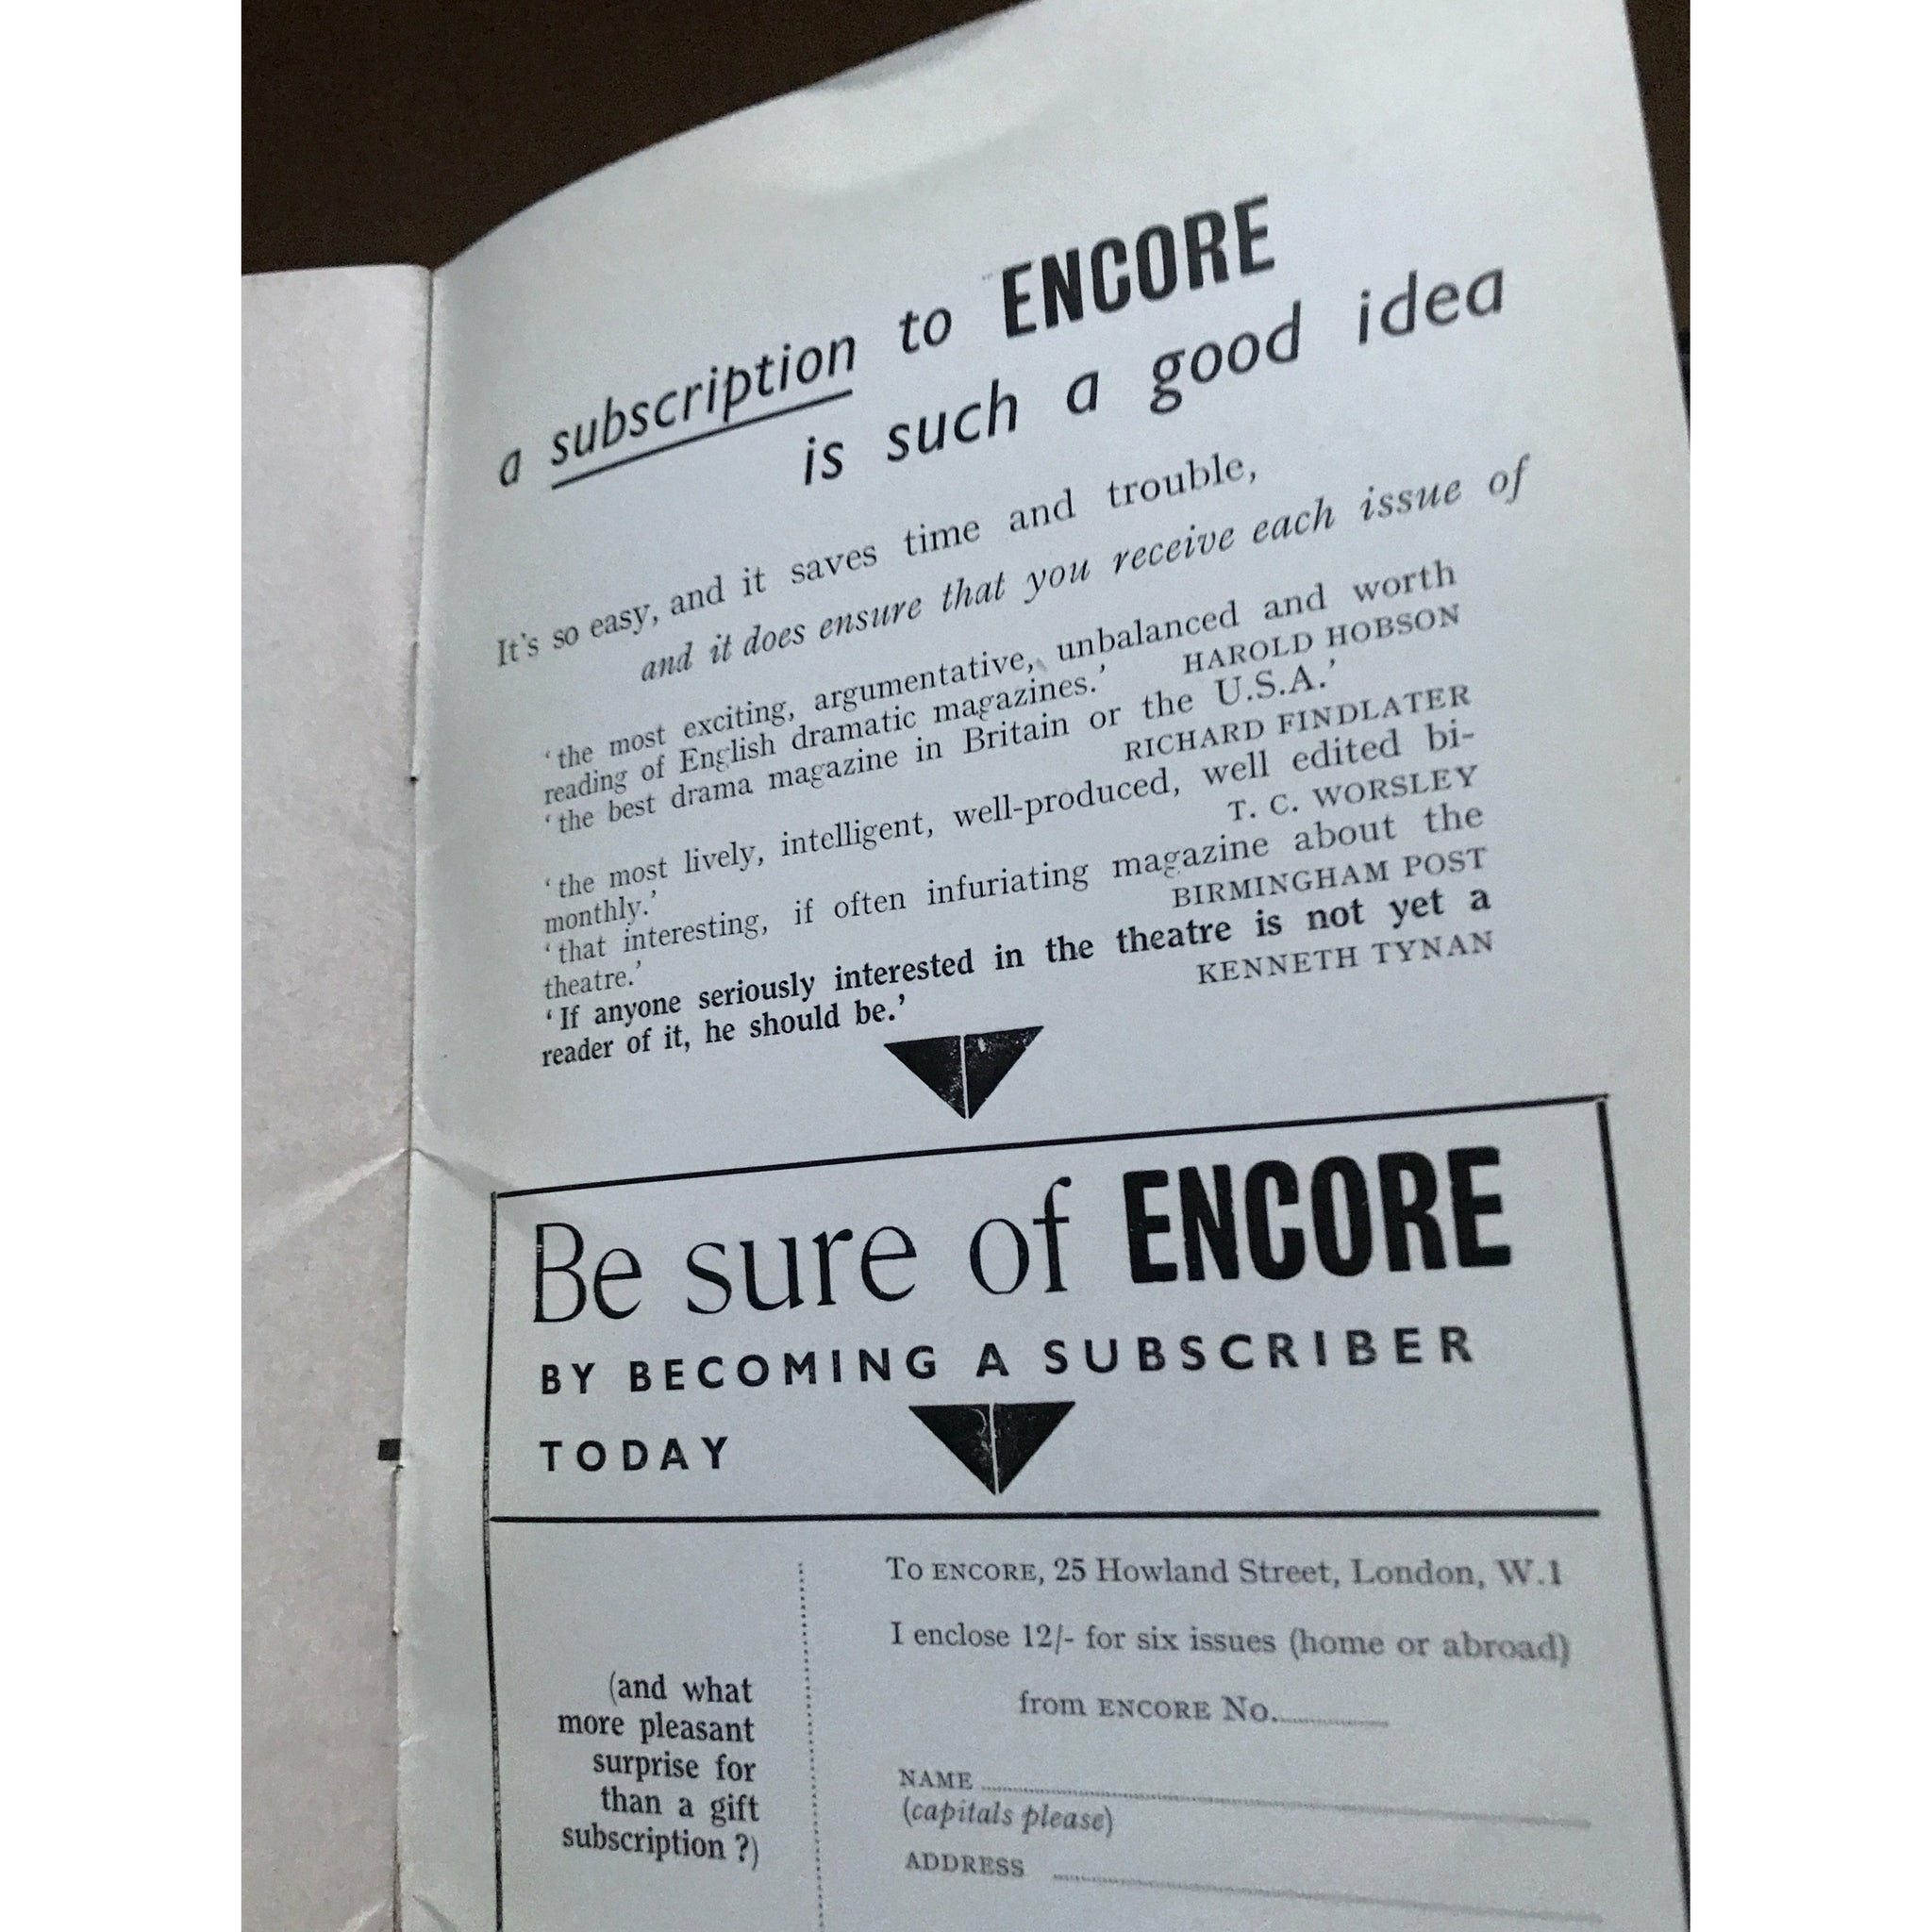 a subscription to ENCORE
is such a good idea
It's so easy, and it saves time and trouble,
and it does ensure that you receive each issue of
‘the most exciting, argumentative, unbalanced and worth
reading of English dramatic magazines.’ HAROLD HOBSON
‘the best drama magazine in Britain or the U.S.A.’
RICHARD FINDLATER
‘the most lively, intelligent, well-produced, well edited bi-
monthly.’ T. C. WORSLEY
‘that interesting, if often infuriating magazine about the
theatre.’ BIRMINGHAM POST
‘If anyone seriously interested in the theatre is not yet a
reader of it, he should be.’ KENNETH TYNAN
Be sure of ENCORE
BY BECOMING A SUBSCRIBER
TODAY
(and what
more pleasant
surprise for
than a gift
subscription ?)
To ENCORE, 25 Howland Street, London, W.1
I enclose 12/- for six issues (home or abroad)
from ENCORE No.............
NAME ..........................................
(capitals please)
ADDRESS ..........................................